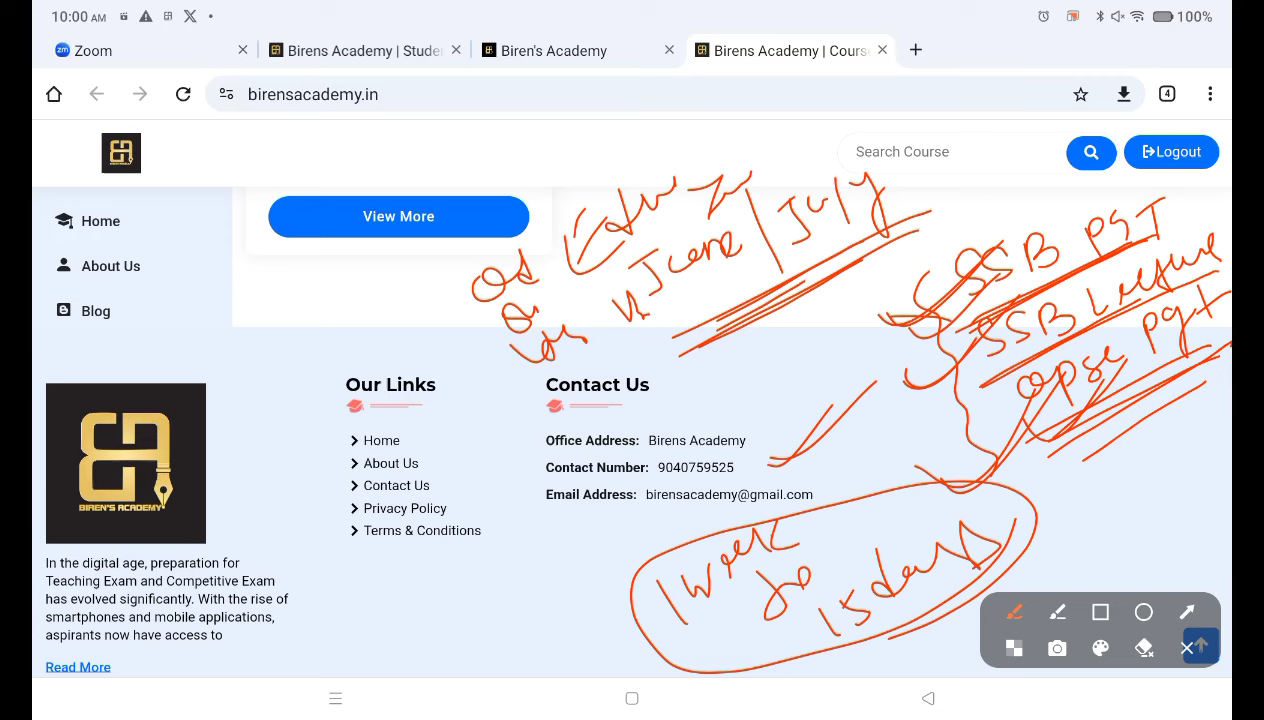 10:00 AM
100%
Zoom
Birens Academy | Stude
Biren's Academy
Birens Academy | Cours
birensacademy.in
4
Search Course
Logout
Home
About Us
Blog
View More
June / July
SSB PGT
SSB Lecture
OPSC PGT
BIREN'S ACADEMY
In the digital age, preparation for
Teaching Exam and Competitive Exam
has evolved significantly. With the rise of
smartphones and mobile applications,
aspirants now have access to
Read More
Our Links
Home
About Us
Contact Us
Privacy Policy
Terms & Conditions
Contact Us
Office Address: Birens Academy
Contact Number: 9040759525
Email Address: birensacademy@gmail.com
1 week
15 days